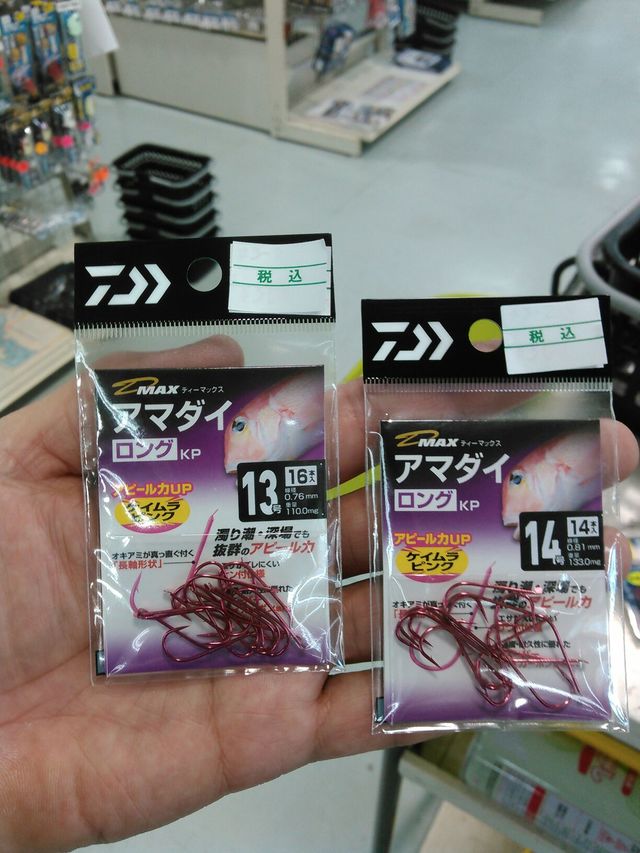 税込
D-MAX ティーマックス
アマダイ
ロング KP
アピール力UP
ケイムラ
ピンク
13号
16本入
線径
0.76mm
重量
110.0mg
濁り潮・深場でも
抜群のアピール力
オキアミが真っ直ぐ付く
「長軸形状」
税込
D-MAX ティーマックス
アマダイ
ロング KP
アピール力UP
ケイムラ
ピンク
14号
14本入
線径
0.81mm
重量
133.0mg
濁り潮・深場でも
アピール力
オキアミが